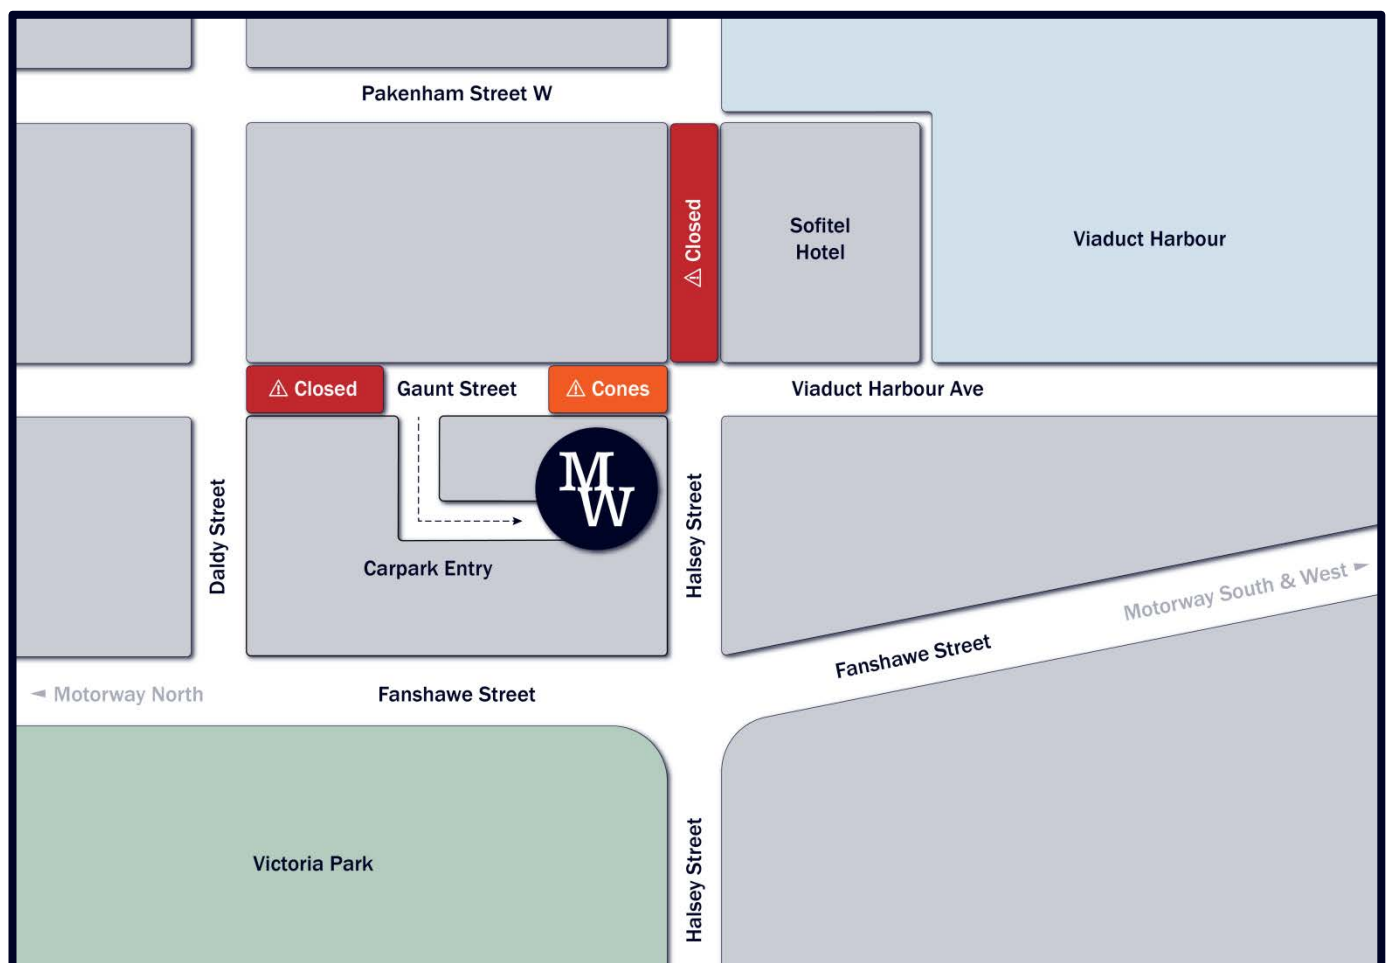 Pakenham Street W
⚠ Closed
Sofitel
Hotel
Viaduct Harbour
⚠ Closed
Gaunt Street
⚠ Cones
Viaduct Harbour Ave
MW
Daldy Street
Halsey Street
Carpark Entry
Motorway South & West ►
Fanshawe Street
◄ Motorway North
Fanshawe Street
Victoria Park
Halsey Street